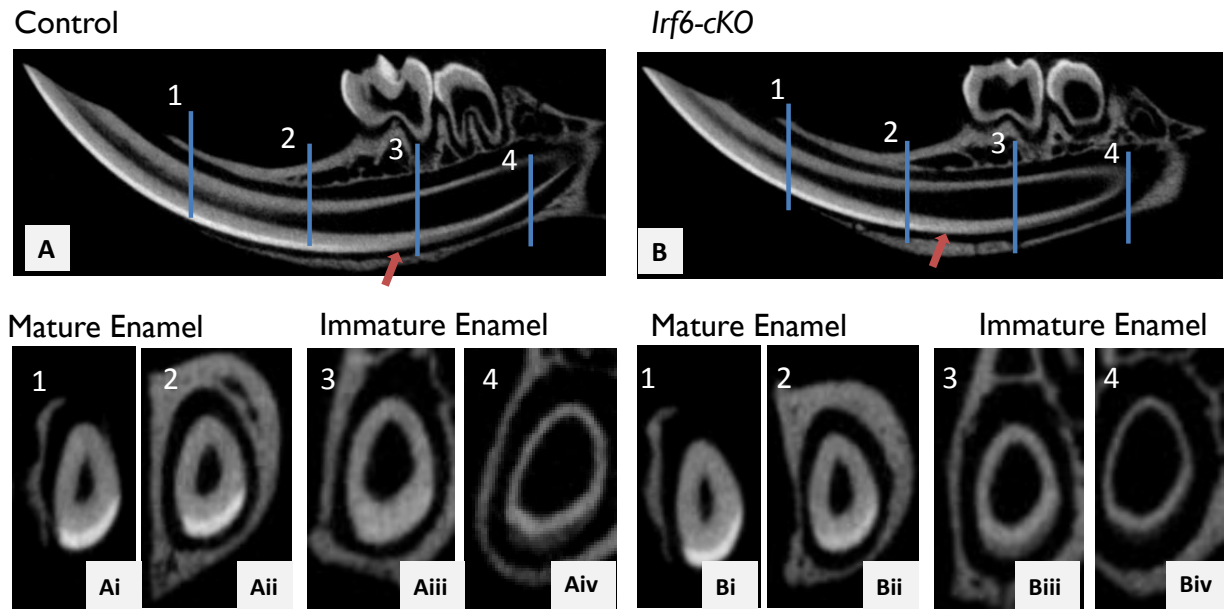 Control
Irf6-cKO
1
2
3
4
A
1
2
3
4
B
Mature Enamel
Immature Enamel
Mature Enamel
Immature Enamel
1
2
3
4
1
2
3
4
Ai
Aii
Aiii
Aiv
Bi
Bii
Biii
Biv